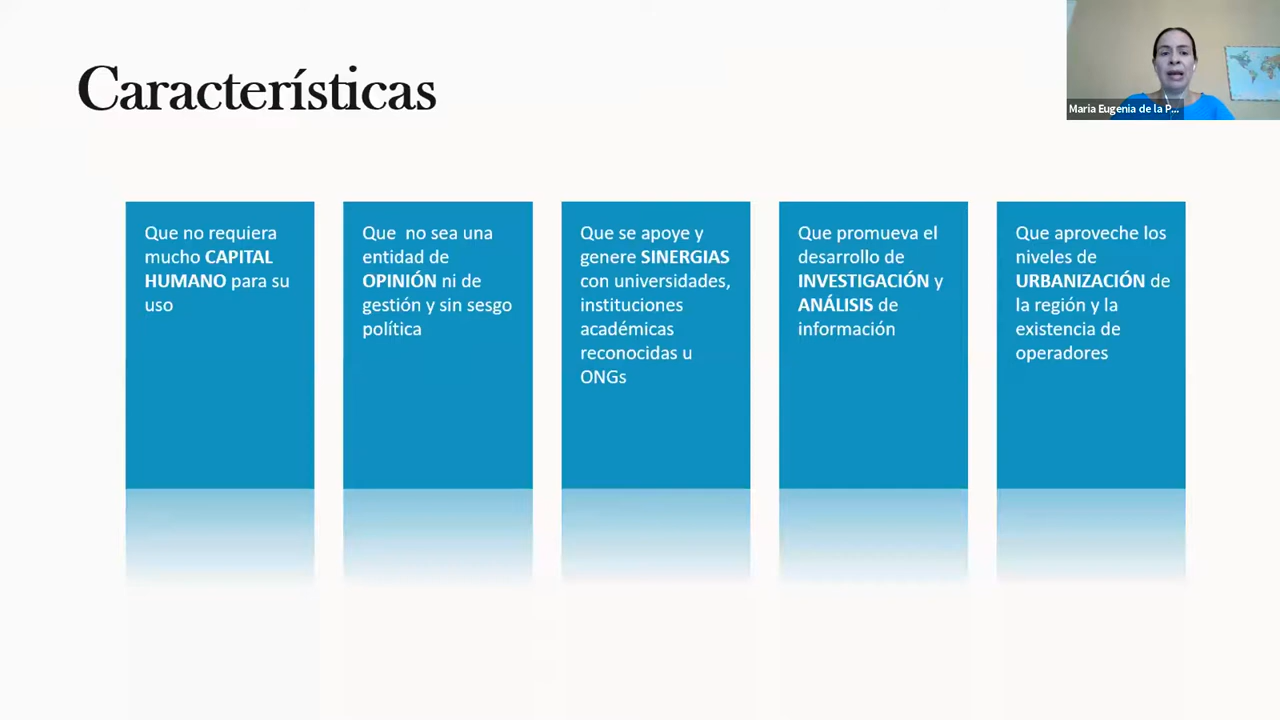 Características
Maria Eugenia de la P...
Que no requiera
mucho CAPITAL
HUMANO para su
uso
Que no sea una
entidad de
OPINIÓN ni de
gestión y sin sesgo
política
Que se apoye y
genere SINERGIAS
con universidades,
instituciones
académicas
reconocidas u
ONGs
Que promueva el
desarrollo de
INVESTIGACIÓN y
ANÁLISIS de
información
Que aproveche los
niveles de
URBANIZACIÓN de
la región y la
existencia de
operadores